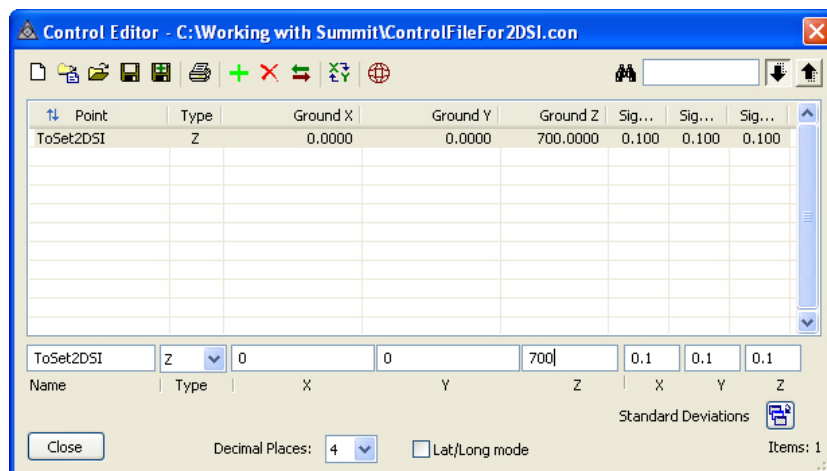 Control Editor - C:\Working with Summit\ControlFileFor2DSI.con
Point Type Ground X Ground Y Ground Z Sig... Sig... Sig...
ToSet2DSI Z 0.0000 0.0000 700.0000 0.100 0.100 0.100
ToSet2DSI Z 0 0 700 0.1 0.1 0.1
Name Type X Y Z X Y Z
Standard Deviations
Close Decimal Places: 4 Lat/Long mode Items: 1